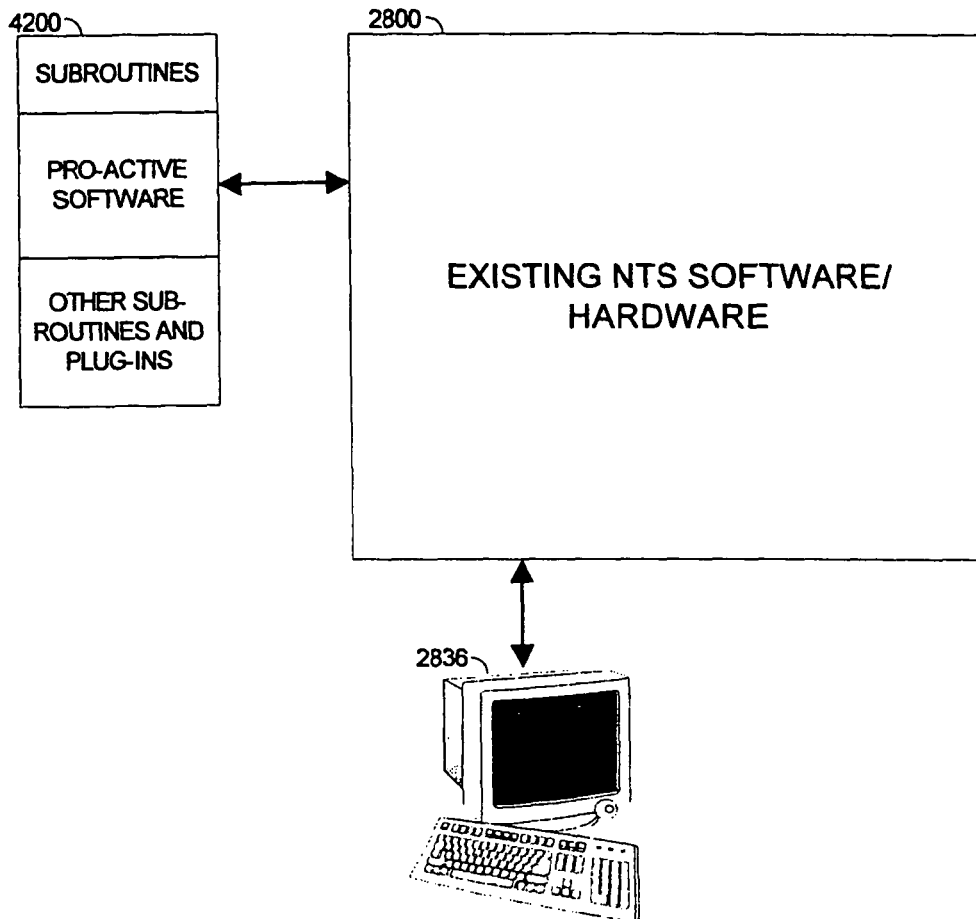 4200
SUBROUTINES
PRO-ACTIVE
SOFTWARE
OTHER SUB-
ROUTINES AND
PLUG-INS
2800
EXISTING NTS SOFTWARE/
HARDWARE
2836